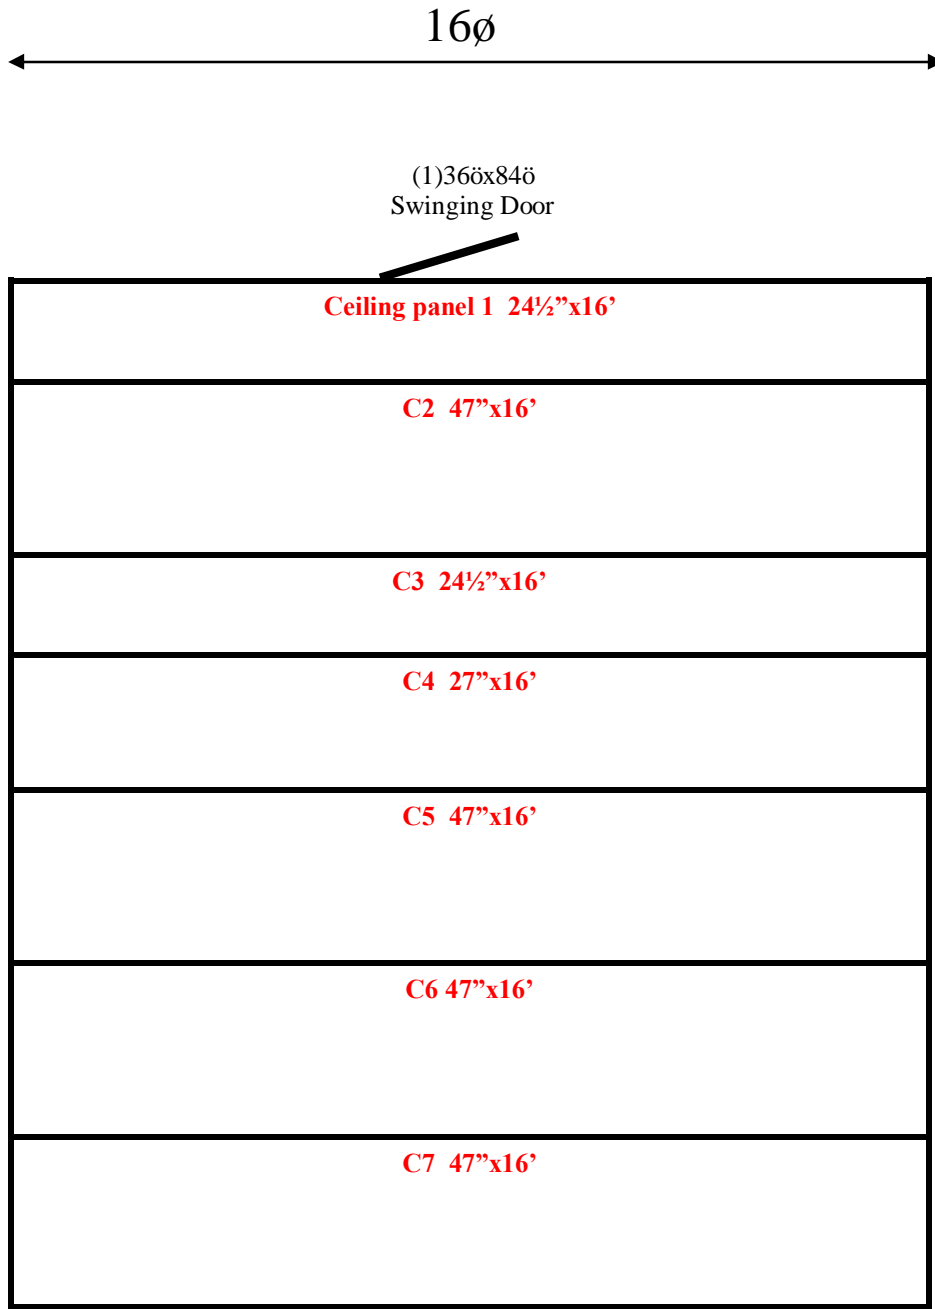 16ø
(1)36öx84ö
Swinging Door
Ceiling panel 1  24½”x16’
C2  47”x16’
C3  24½”x16’
C4  27”x16’
C5  47”x16’
C6 47”x16’
C7  47”x16’